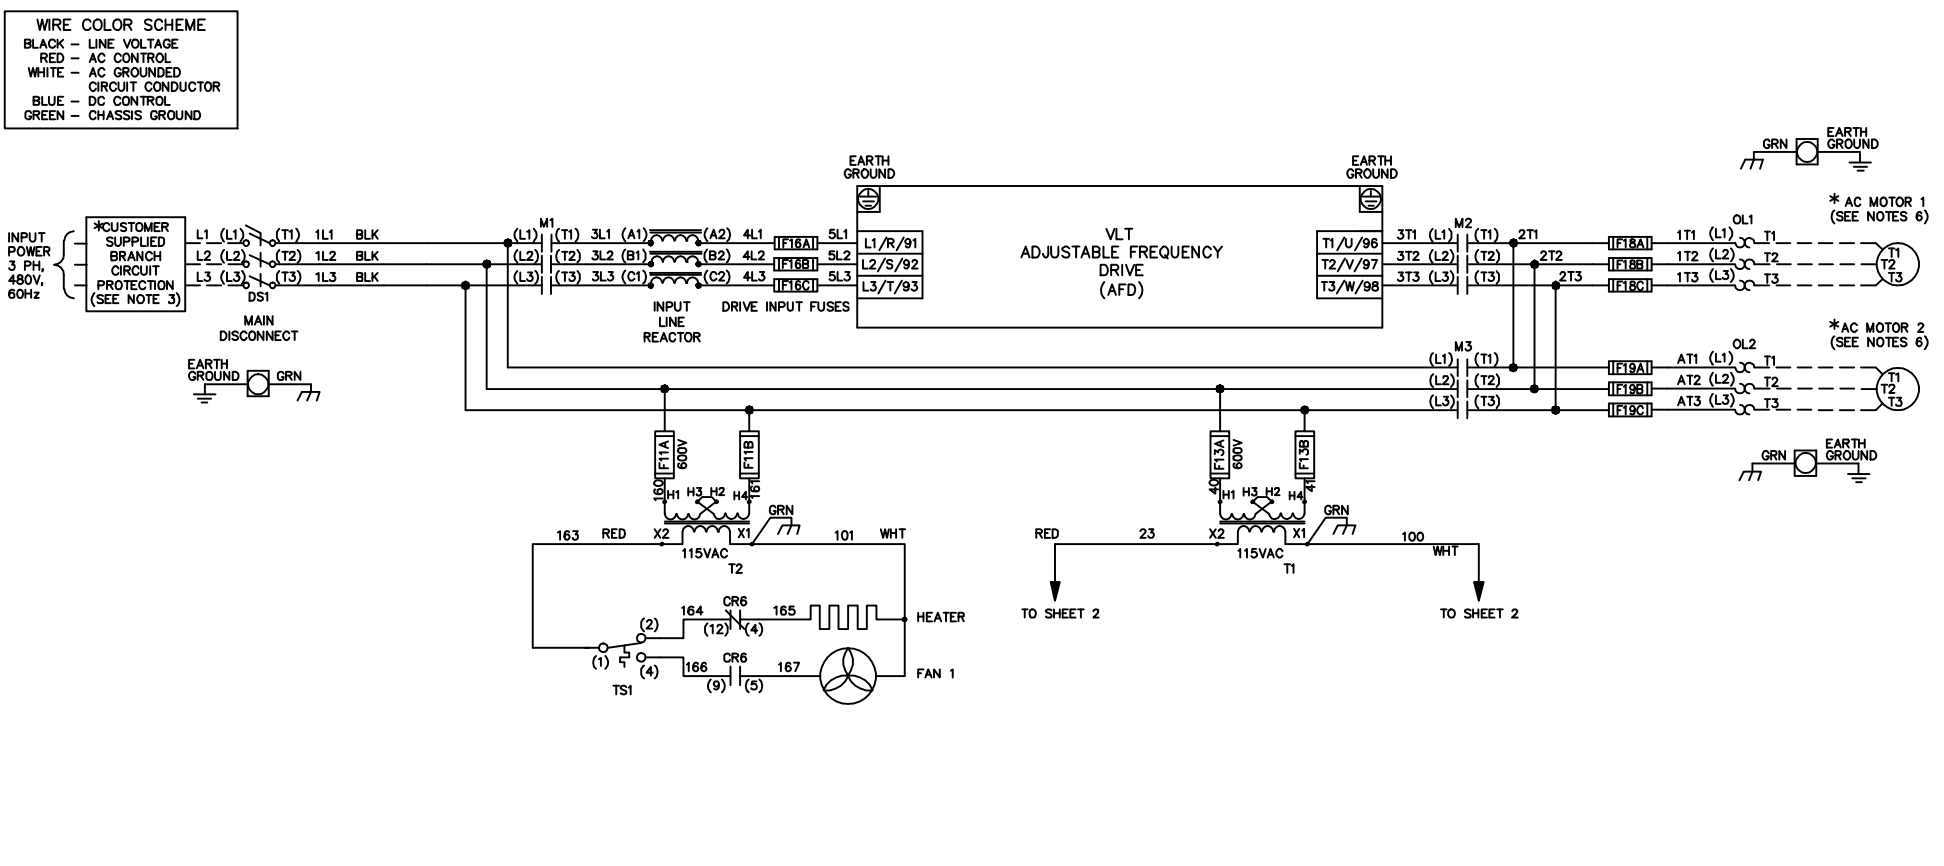 WIRE COLOR SCHEME
BLACK - LINE VOLTAGE
RED - AC CONTROL
WHITE - AC GROUNDED
CIRCUIT CONDUCTOR
BLUE - DC CONTROL
GREEN - CHASSIS GROUND
INPUT
POWER
3 PH,
480V,
60Hz
*CUSTOMER
SUPPLIED
BRANCH
CIRCUIT
PROTECTION
(SEE NOTE 3)
L1 (L1) (T1) 1L1 BLK
L2 (L2) (T2) 1L2 BLK
L3 (L3) (T3) 1L3 BLK
DS1
MAIN
DISCONNECT
EARTH
GROUND
GRN
M1
(L1) (T1) 3L1 (A1) (A2) 4L1 F16A 5L1
(L2) (T2) 3L2 (B1) (B2) 4L2 F16B 5L2
(L3) (T3) 3L3 (C1) (C2) 4L3 F16C 5L3
INPUT
LINE
REACTOR
DRIVE INPUT FUSES
EARTH
GROUND
L1/R/91
L2/S/92
L3/T/93
VLT
ADJUSTABLE FREQUENCY
DRIVE
(AFD)
EARTH
GROUND
T1/U/96
T2/V/97
T3/W/98
M2
3T1 (L1) (T1) 2T1 F18A 1T1 (L1) T1
3T2 (L2) (T2) 2T2 F18B 1T2 (L2) T2
3T3 (L3) (T3) 2T3 F18C 1T3 (L3) T3
OL1
GRN
EARTH
GROUND
* AC MOTOR 1
(SEE NOTES 6)
T1
T2
T3
M3
(L1) (T1) F19A AT1 (L1) T1
(L2) (T2) F19B AT2 (L2) T2
(L3) (T3) F19C AT3 (L3) T3
OL2
*AC MOTOR 2
(SEE NOTES 6)
T1
T2
T3
GRN
EARTH
GROUND
F11A
600V
F11B
160
161
H1 H3 H2 H4
GRN
163 RED X2 X1 101 WHT
115VAC
T2
F13A
600V
F13B
40
41
H1 H3 H2 H4
GRN
RED 23 X2 X1 100
WHT
115VAC
T1
TO SHEET 2
TO SHEET 2
164 CR6 165
(12) (4)
HEATER
(2)
(1)
(4)
TS1
166 CR6 167
(9) (5)
FAN 1